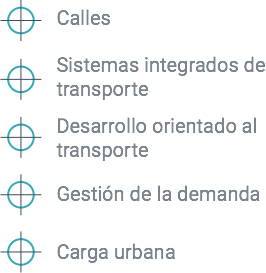 Calles
Sistemas integrados de
transporte
Desarrollo orientado al
transporte
Gestión de la demanda
Carga urbana